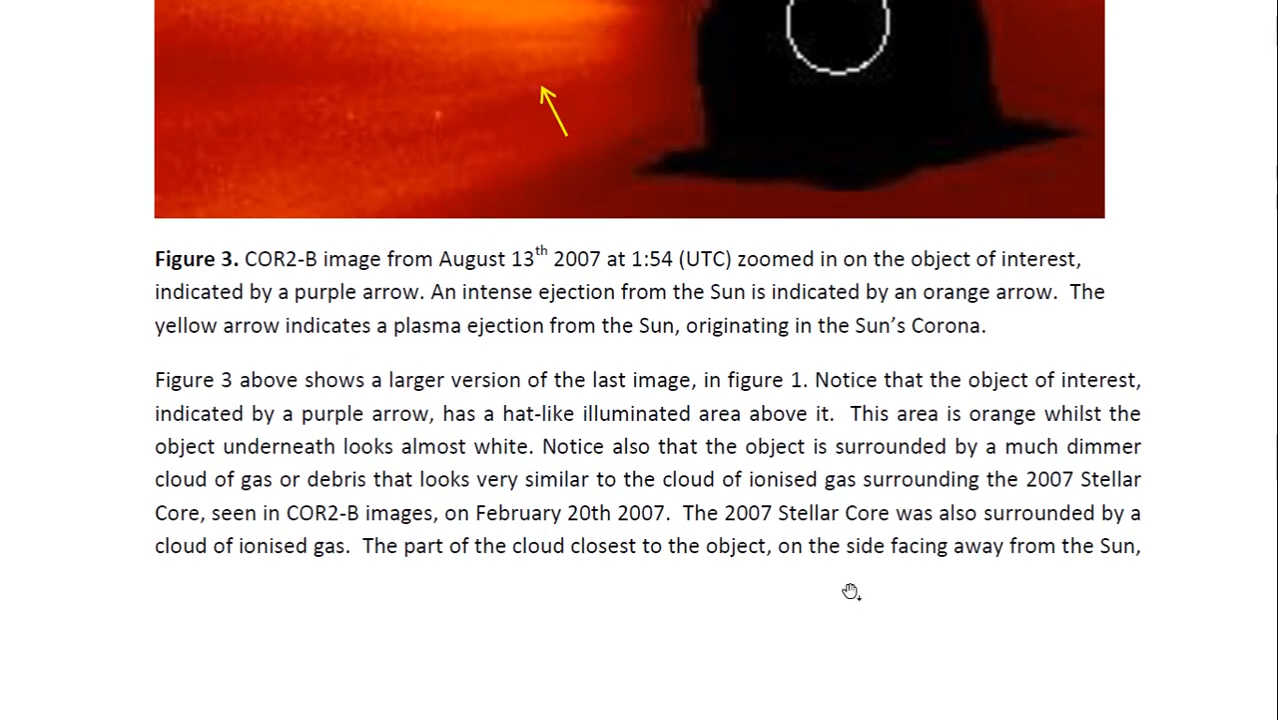 Figure 3. COR2-B image from August 13th 2007 at 1:54 (UTC) zoomed in on the object of interest,
indicated by a purple arrow. An intense ejection from the Sun is indicated by an orange arrow.  The
yellow arrow indicates a plasma ejection from the Sun, originating in the Sun’s Corona.
Figure 3 above shows a larger version of the last image, in figure 1. Notice that the object of interest,
indicated by a purple arrow, has a hat-like illuminated area above it.  This area is orange whilst the
object underneath looks almost white. Notice also that the object is surrounded by a much dimmer
cloud of gas or debris that looks very similar to the cloud of ionised gas surrounding the 2007 Stellar
Core, seen in COR2-B images, on February 20th 2007.  The 2007 Stellar Core was also surrounded by a
cloud of ionised gas.  The part of the cloud closest to the object, on the side facing away from the Sun,